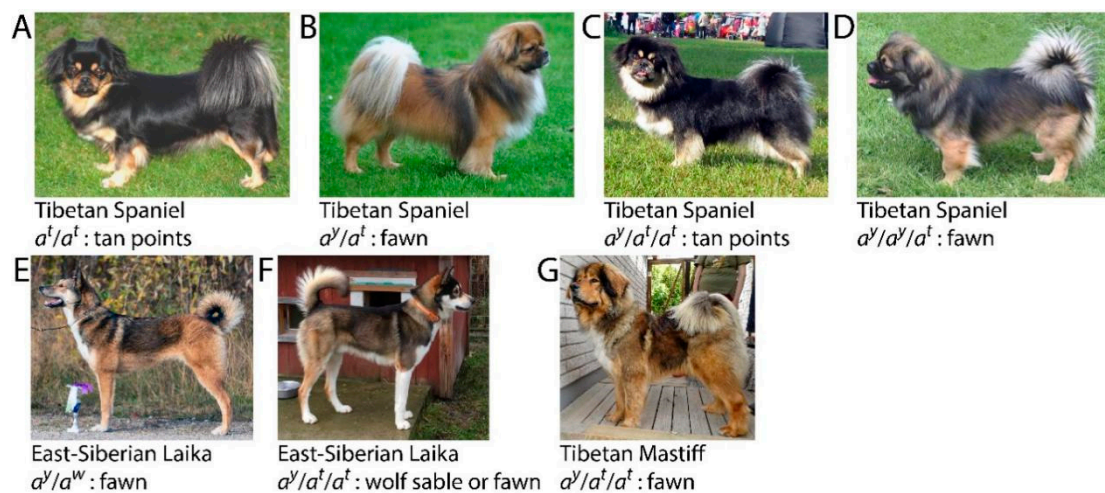 A
B
C
D
Tibetan Spaniel
a^t/a^t : tan points
Tibetan Spaniel
a^y/a^t : fawn
Tibetan Spaniel
a^y/a^t/a^t : tan points
Tibetan Spaniel
a^y/a^y/a^t : fawn
E
F
G
East-Siberian Laika
a^y/a^w : fawn
East-Siberian Laika
a^y/a^t/a^t : wolf sable or fawn
Tibetan Mastiff
a^y/a^t/a^t : fawn